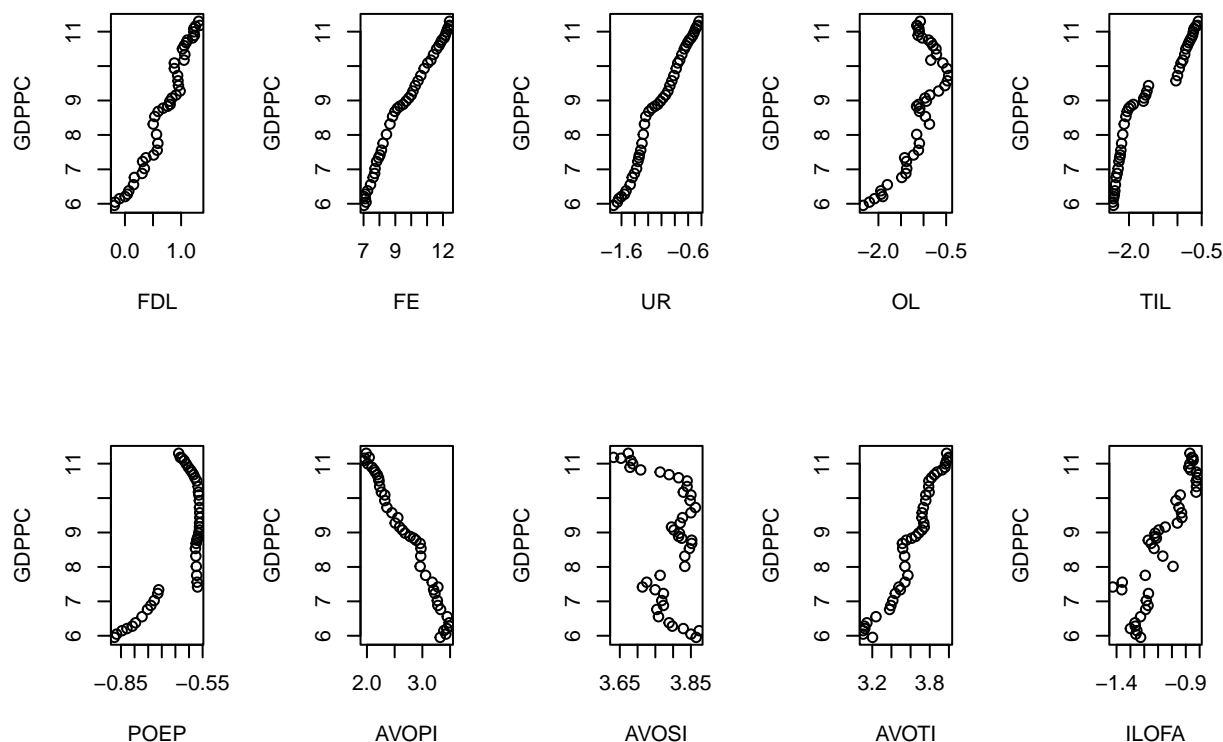 GDPPC GDPPC GDPPC GDPPC GDPPC
11 11 11 11 11
9 9 9 9 9
8 8 8 8 8
7 7 7 7 7
6 6 6 6 6
0.0 1.0 7 9 12 −1.6 −0.6 −2.0 −0.5 −2.0 −0.5
FDL FE UR OL TIL
GDPPC GDPPC GDPPC GDPPC GDPPC
11 11 11 11 11
9 9 9 9 9
8 8 8 8 8
7 7 7 7 7
6 6 6 6 6
−0.85 −0.55 2.0 3.0 3.65 3.85 3.2 3.8 −1.4 −0.9
POEP AVOPI AVOSI AVOTI ILOFA